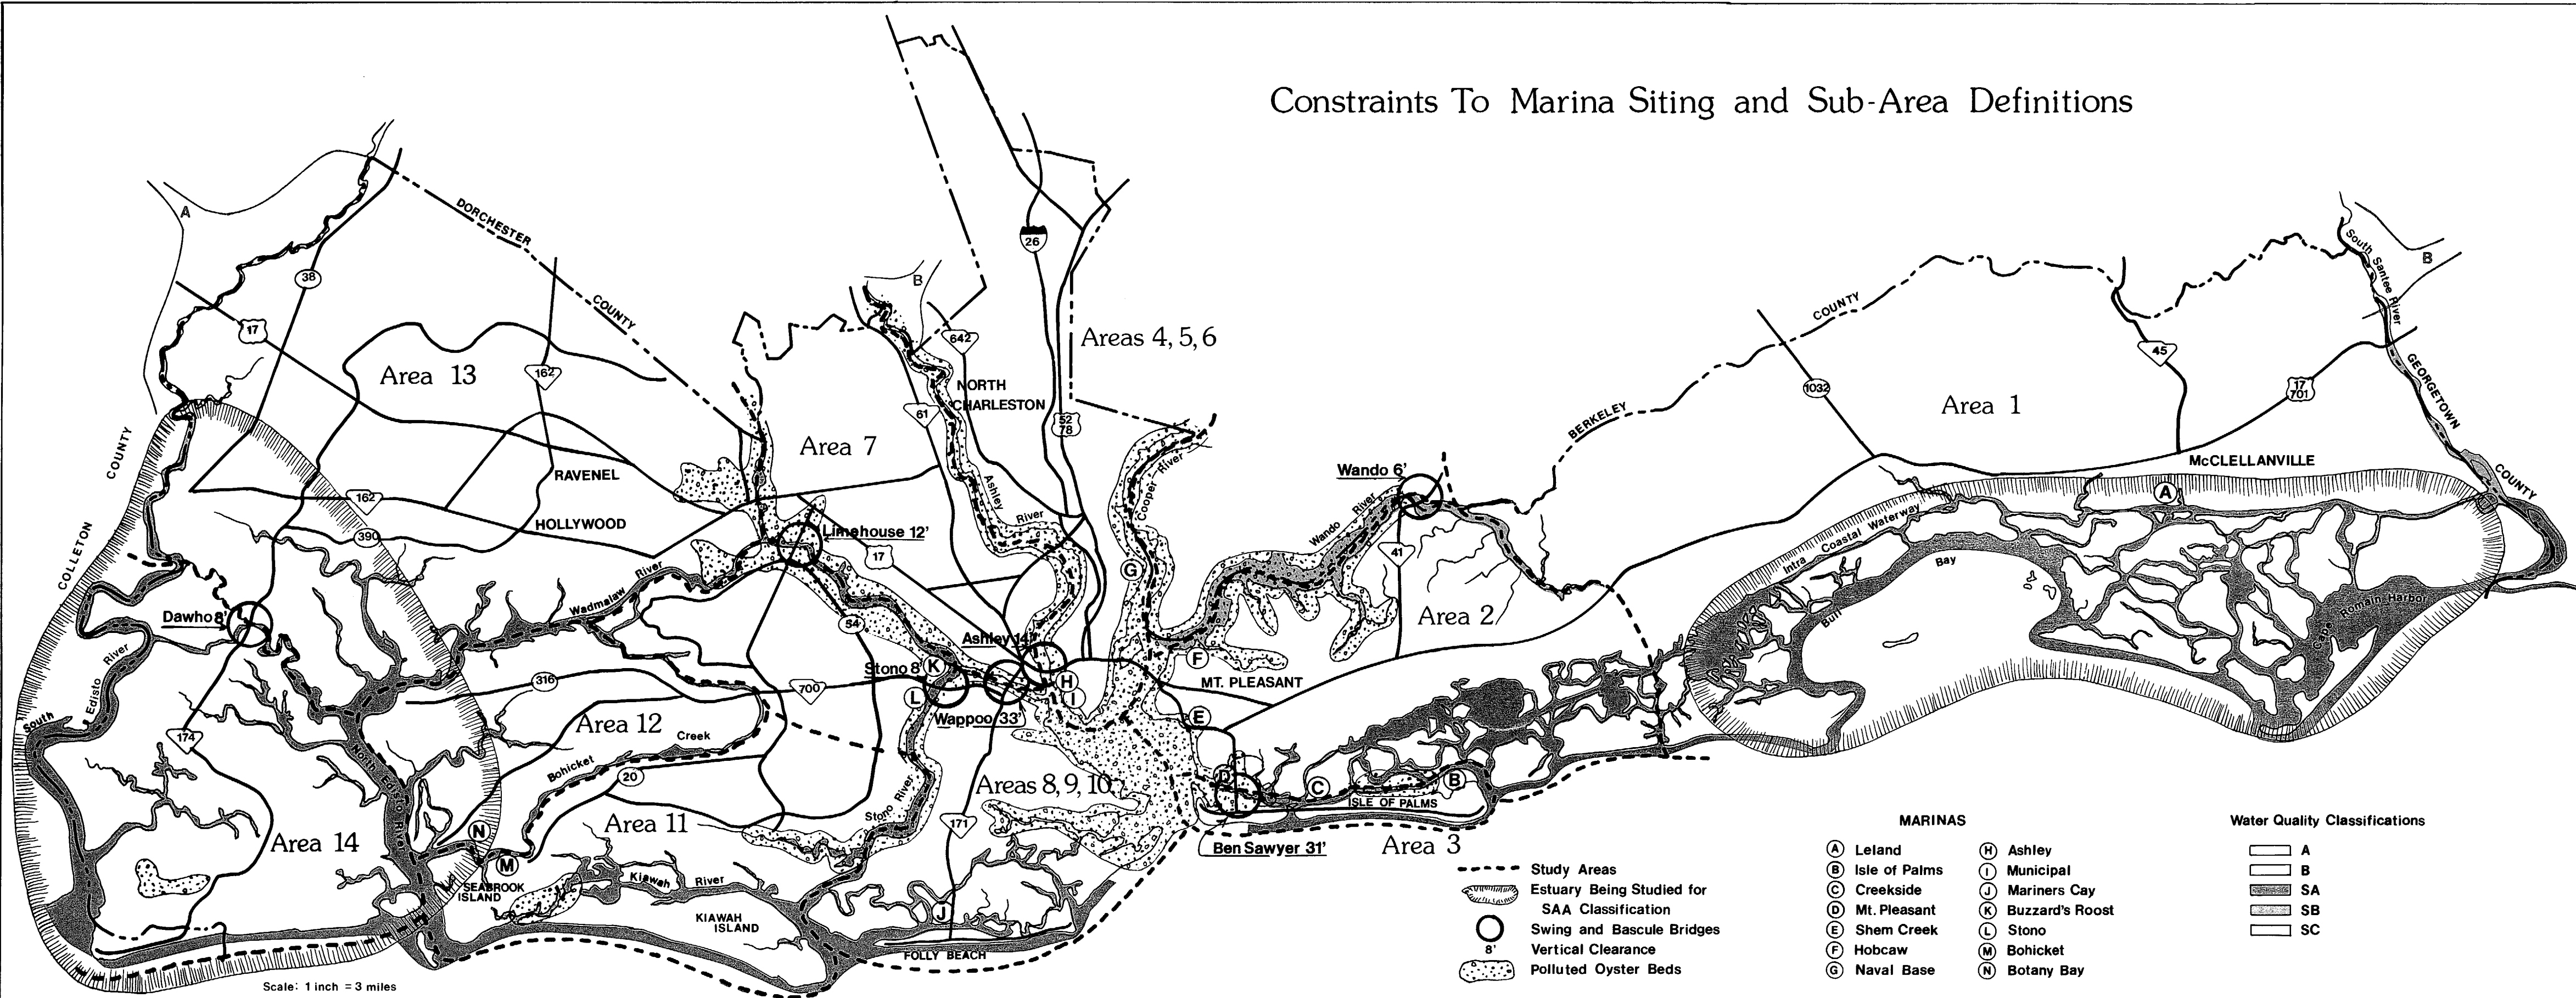 Constraints To Marina Siting and Sub-Area Definitions
A
DORCHESTER
COUNTY
38
17
26
B
642
Areas 4, 5, 6
Area 13
162
NORTH
CHARLESTON
61
52
78
Area 7
COUNTY
COLLETON
RAVENEL
162
HOLLYWOOD
390
Limehouse 12'
17
Ashley
River
Cooper
River
G
Wando 6'
Wando
River
41
Area 2
BERKELEY
COUNTY
1032
Area 1
45
17
701
South Santee River
B
GEORGETOWN
COUNTY
McCLELLANVILLE
A
Intra Coastal Waterway
Bull
Bay
Cape
Romain Harbor
Dawho 8'
Wadmalaw
River
54
Ashley 14'
Stono 8'
K
L
Wappoo 33'
H
I
F
MT. PLEASANT
E
South
Edisto
River
174
316
700
Area 12
Bohicket
Creek
20
North Edisto River
Stono River
Areas 8, 9, 10
171
D
C
B
ISLE OF PALMS
Ben Sawyer 31'
Area 3
Area 14
Area 11
N
M
SEABROOK
ISLAND
Kiawah
River
KIAWAH
ISLAND
J
FOLLY BEACH
Scale: 1 inch = 3 miles
Study Areas
Estuary Being Studied for
SAA Classification
Swing and Bascule Bridges
8' Vertical Clearance
Polluted Oyster Beds
MARINAS
A Leland
B Isle of Palms
C Creekside
D Mt. Pleasant
E Shem Creek
F Hobcaw
G Naval Base
H Ashley
I Municipal
J Mariners Cay
K Buzzard's Roost
L Stono
M Bohicket
N Botany Bay
Water Quality Classifications
A
B
SA
SB
SC